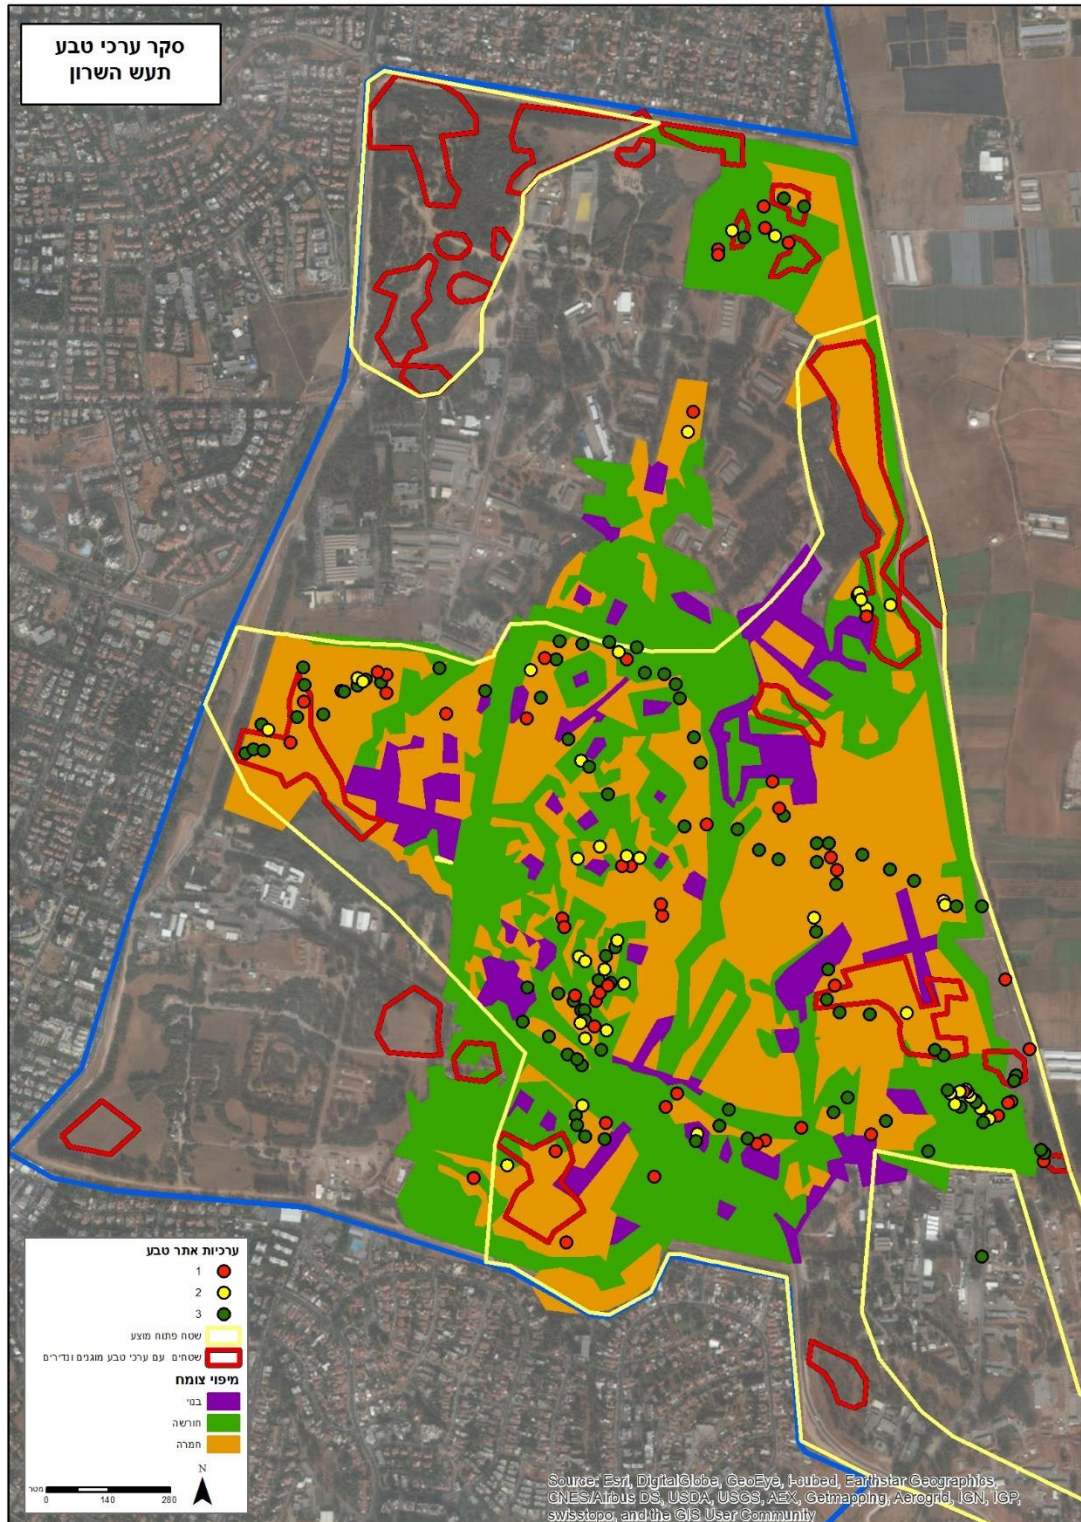 סקר ערכי טבע
תעש השרון
ערכיות אתר טבע
1
2
3
שטח פתוח מוצע
שטחים עם ערכי טבע מוגנים ונדירים
מיפוי צומח
בנוי
חורשה
חמרה
N
מטר
0 140 280
Source: Esri, DigitalGlobe, GeoEye, i-cubed, Earthstar Geographics,
CNES/Airbus DS, USDA, USGS, AEX, Getmapping, Aerogrid, IGN, IGP,
swisstopo, and the GIS User Community